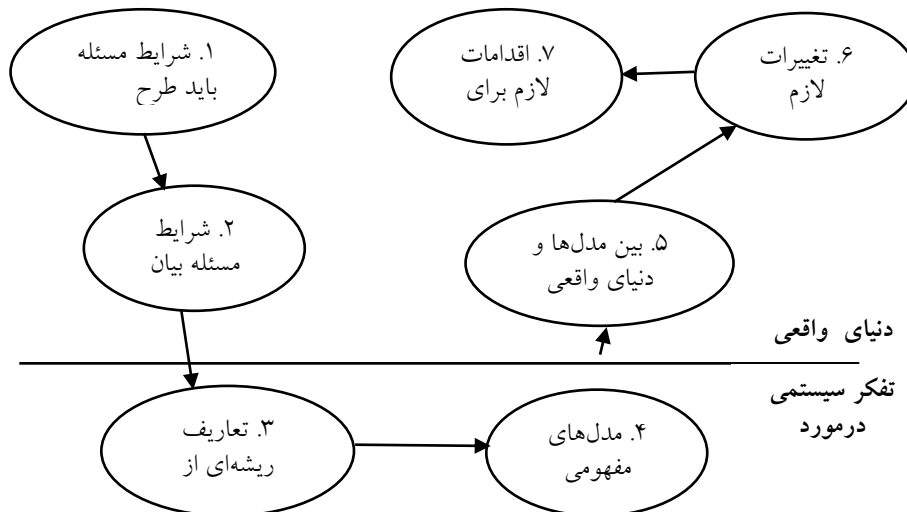 ۱. شرایط مسئله
باید طرح
۲. شرایط
مسئله بیان
۳. تعاریف
ریشه‌ای از
۴. مدل‌های
مفهومی
۵. بین مدل‌ها و
دنیای واقعی
۶. تغییرات
لازم
۷. اقدامات
لازم برای
دنیای واقعی
تفکر سیستمی
درمورد